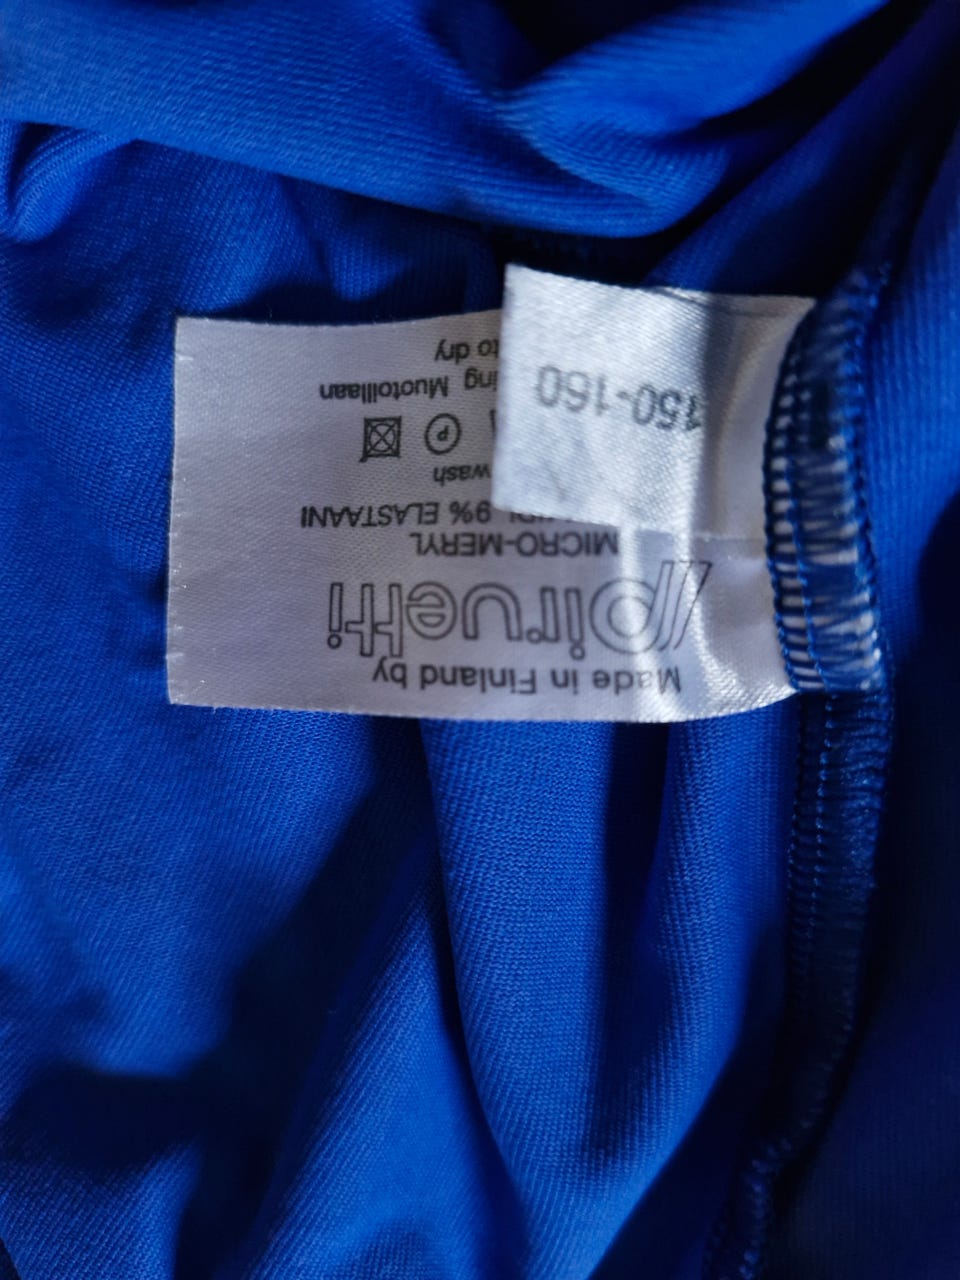 Made in Finland by
piruetti
MICRO-MERYL
9% ELASTAANI
wash
P
ing Muotoillaan
to dry
150-160